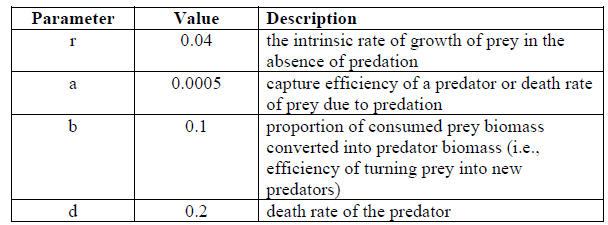 Parameter Value Description
r 0.04 the intrinsic rate of growth of prey in the
absence of predation
a 0.0005 capture efficiency of a predator or death rate
of prey due to predation
b 0.1 proportion of consumed prey biomass
converted into predator biomass (i.e.,
efficiency of turning prey into new
predators)
d 0.2 death rate of the predator